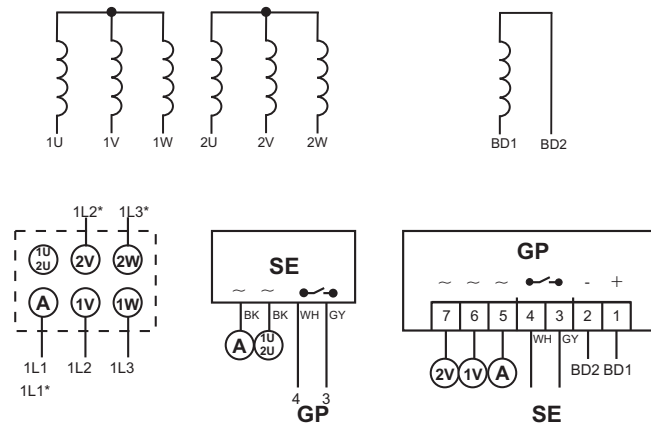 1U 1V 1W 2U 2V 2W BD1 BD2
1L2* 1L3*
1U 2U 2V 2W
A 1V 1W
1L1 1L2 1L3
1L1*
SE
~ ~
BK BK WH GY
A 1U 2U
4 3
GP
GP
~ ~ ~ - +
7 6 5 4 3 2 1
WH GY
2V 1V A BD2 BD1
SE